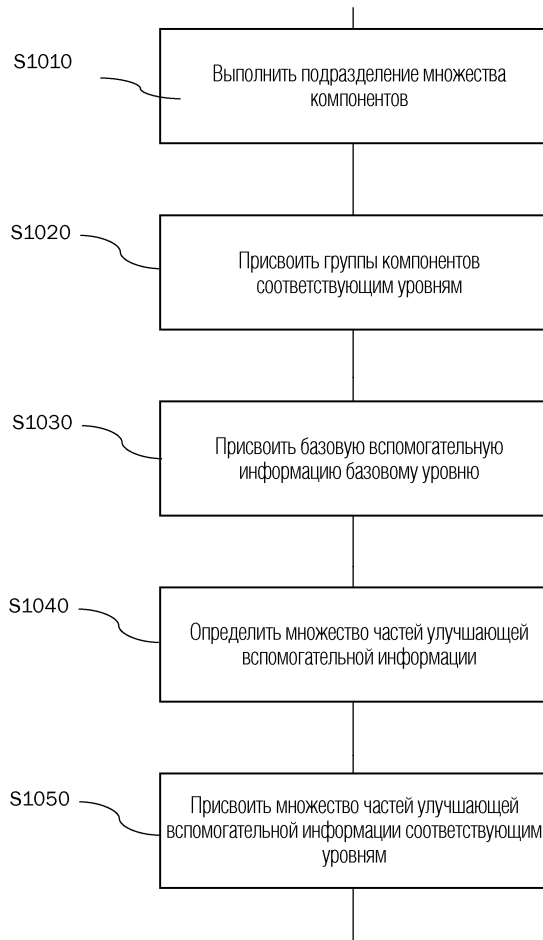 S1010
Выполнить подразделение множества
компонентов
S1020
Присвоить группы компонентов
соответствующим уровням
S1030
Присвоить базовую вспомогательную
информацию базовому уровню
S1040
Определить множество частей улучшающей
вспомогательной информации
S1050
Присвоить множество частей улучшающей
вспомогательной информации соответствующим
уровням